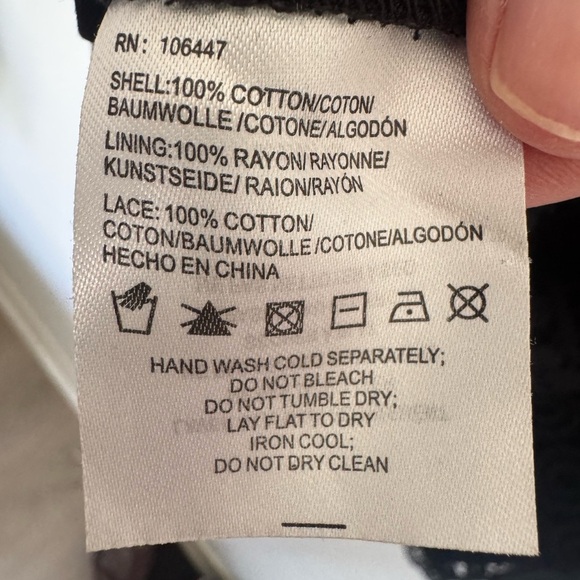 RN: 106447
SHELL:100% COTTON/COTON/
BAUMWOLLE /COTONE/ALGODÓN
LINING:100% RAYON/RAYONNE/
KUNSTSEIDE/ RAION/RAYÓN
LACE: 100% COTTON/
COTON/BAUMWOLLE/COTONE/ALGODÓN
HECHO EN CHINA
HAND WASH COLD SEPARATELY;
DO NOT BLEACH
DO NOT TUMBLE DRY;
LAY FLAT TO DRY
IRON COOL;
DO NOT DRY CLEAN